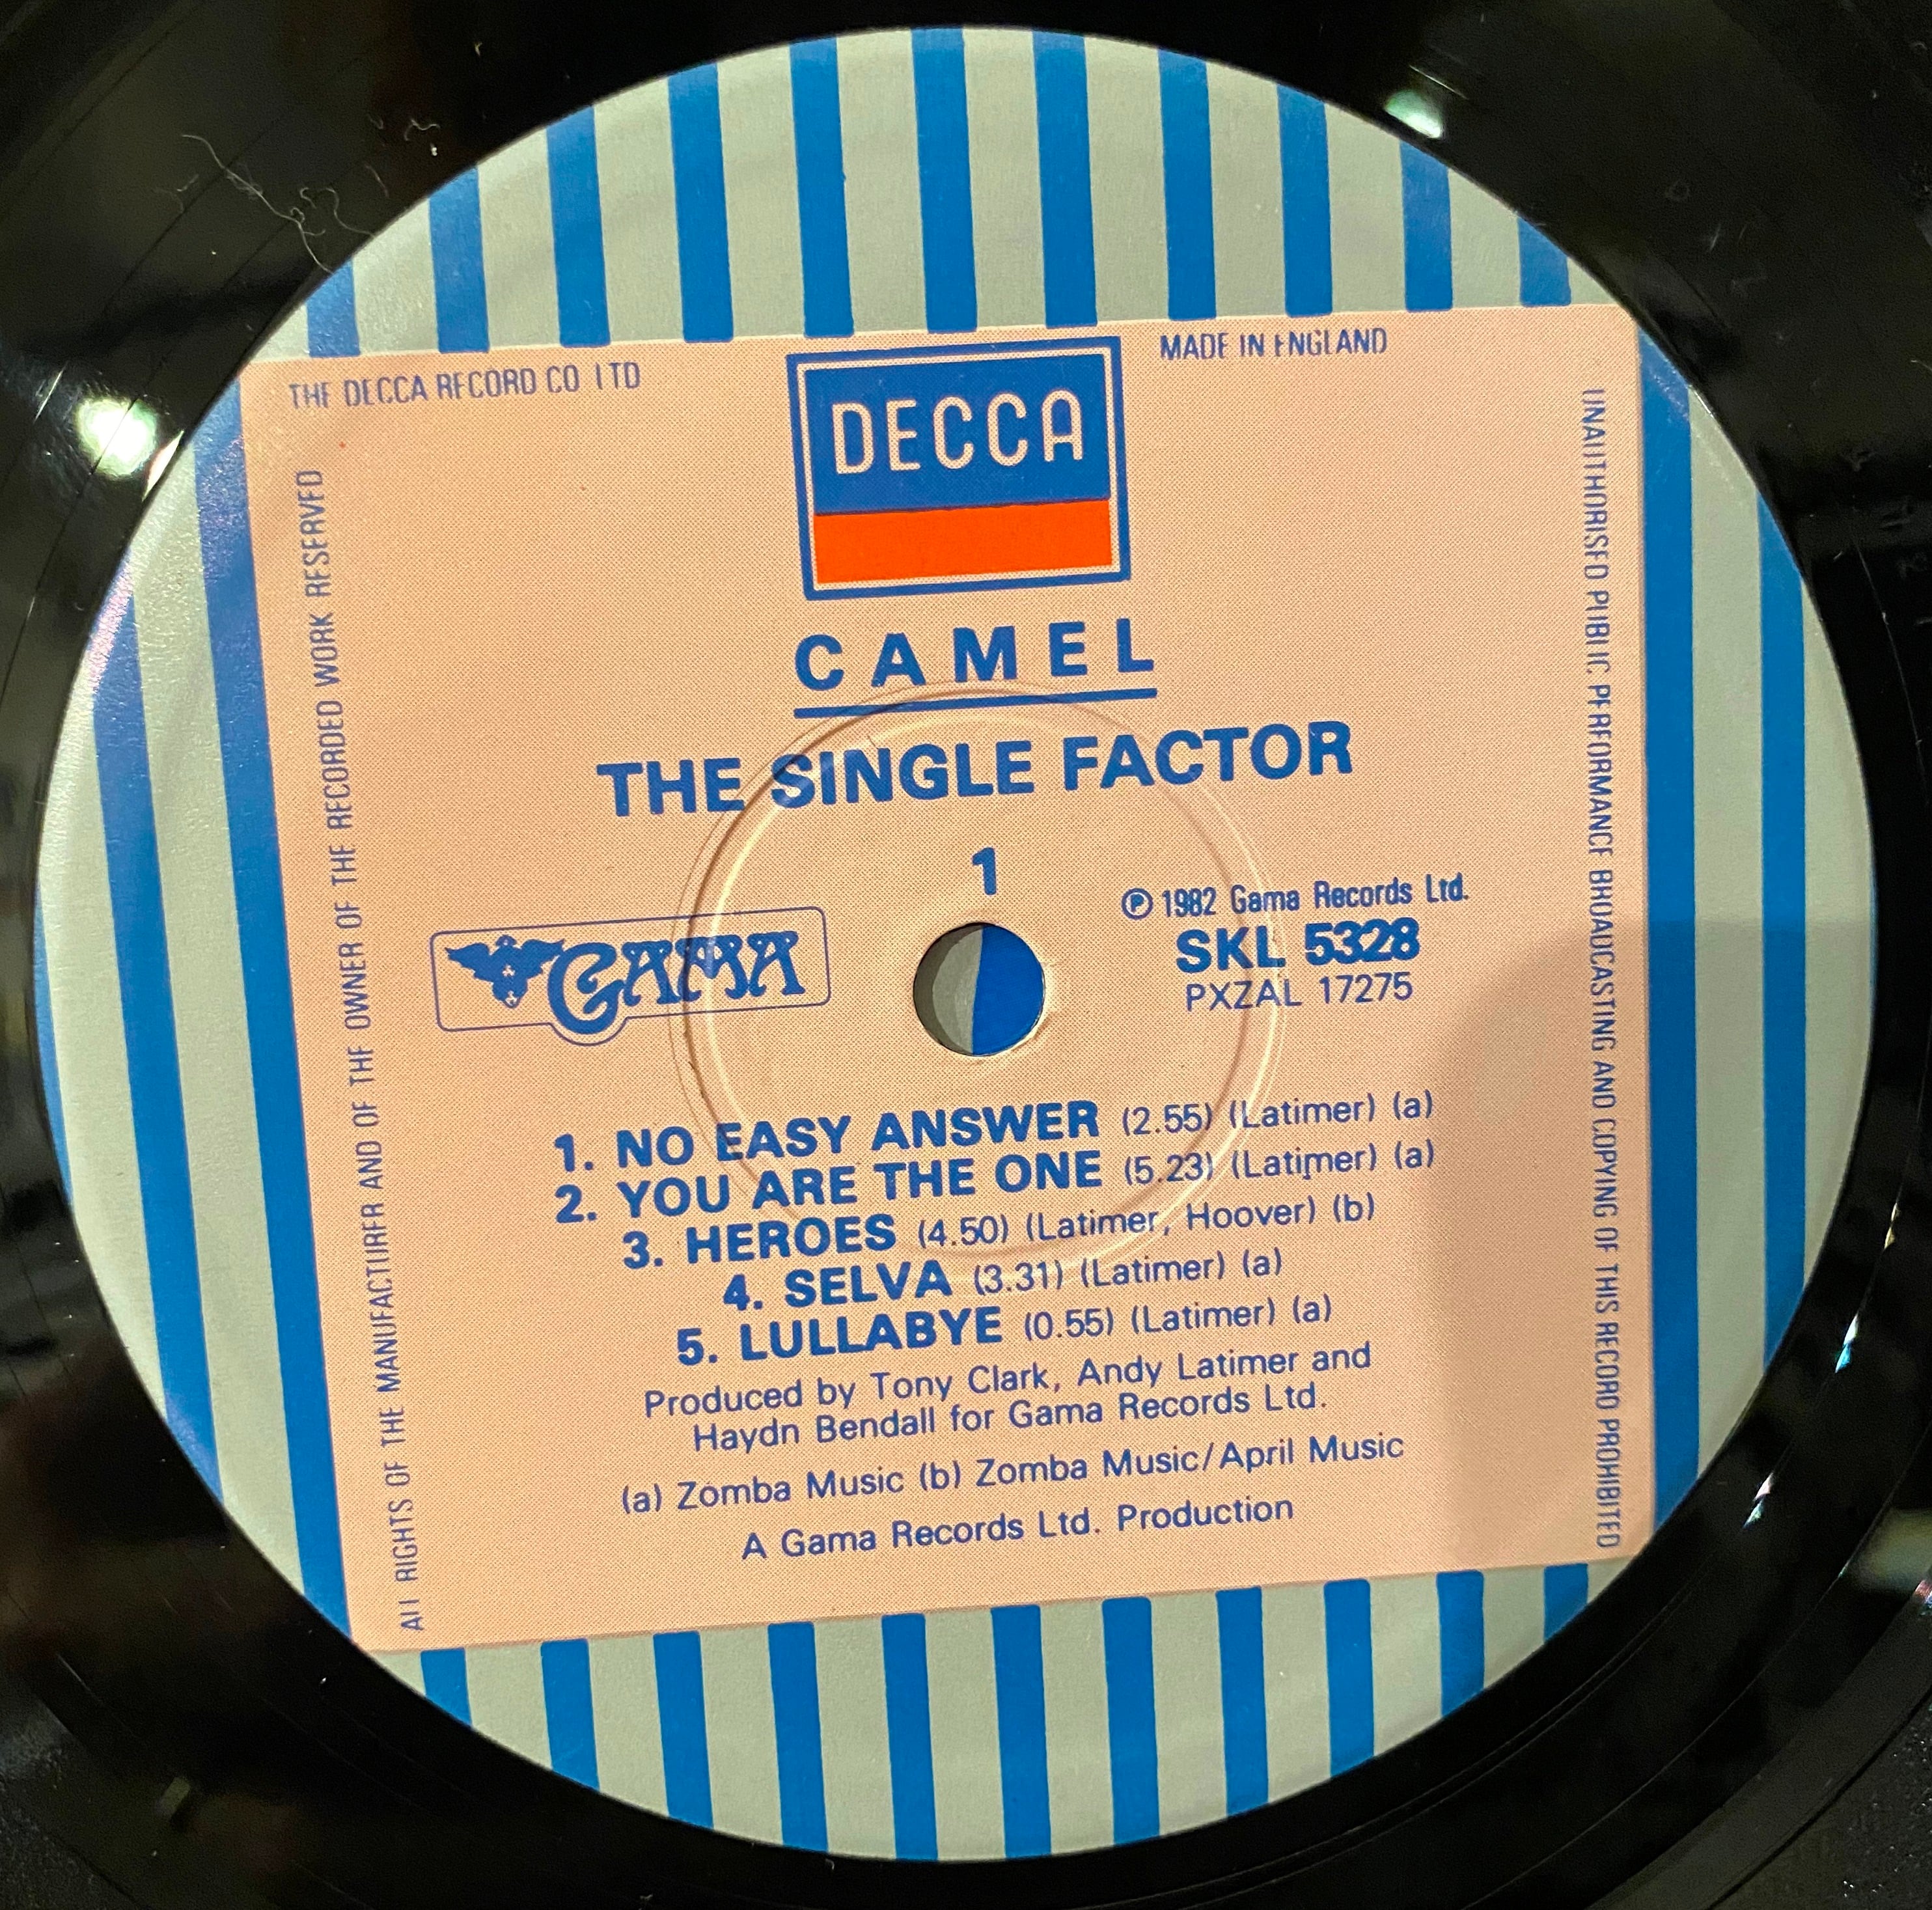 THE DECCA RECORD CO LTD
MADE IN ENGLAND
DECCA
CAMEL
THE SINGLE FACTOR
1
GAMA
℗ 1982 Gama Records Ltd.
SKL 5328
PXZAL 17275
1. NO EASY ANSWER (2.55) (Latimer) (a)
2. YOU ARE THE ONE (5.23) (Latimer) (a)
3. HEROES (4.50) (Latimer, Hoover) (b)
4. SELVA (3.31) (Latimer) (a)
5. LULLABYE (0.55) (Latimer) (a)
Produced by Tony Clark, Andy Latimer and
Haydn Bendall for Gama Records Ltd.
(a) Zomba Music (b) Zomba Music/April Music
A Gama Records Ltd. Production
ALL RIGHTS OF THE MANUFACTURER AND OF THE OWNER OF THE RECORDED WORK RESERVED
UNAUTHORISED PUBLIC PERFORMANCE BROADCASTING AND COPYING OF THIS RECORD PROHIBITED